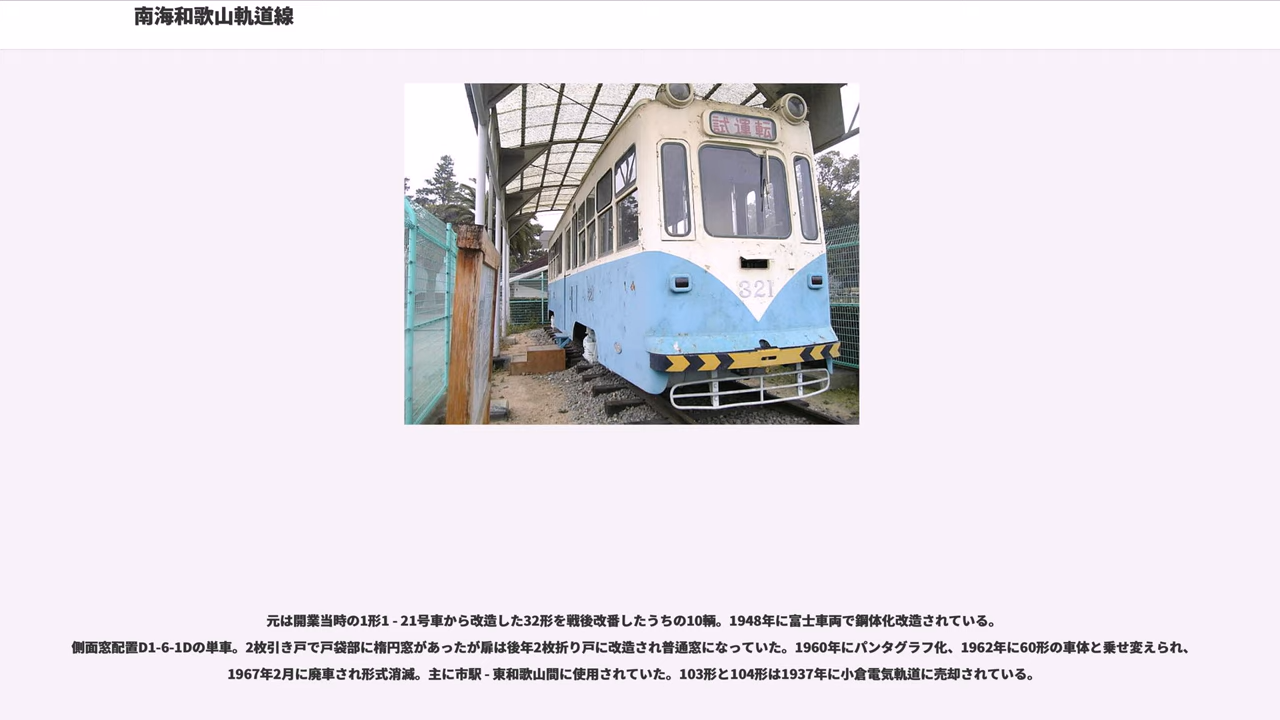 南海和歌山軌道線
試運転
321
元は開業当時の1形1 - 21号車から改造した32形を戦後改番したうちの10輌。1948年に富士車両で鋼体化改造されている。
側面窓配置D1-6-1Dの単車。2枚引き戸で戸袋部に楕円窓があったが扉は後年2枚折り戸に改造され普通窓になっていた。1960年にパンタグラフ化、1962年に60形の車体と乗せ変えられ、
1967年2月に廃車され形式消滅。主に市駅 - 東和歌山間に使用されていた。103形と104形は1937年に小倉電気軌道に売却されている。